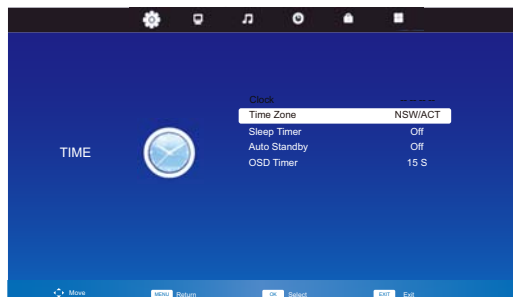 Clock -- -- -- --
Time Zone NSW/ACT
Sleep Timer Off
Auto Standby Off
OSD Timer 15 S
TIME
Move MENU Return OK Select EXIT Exit